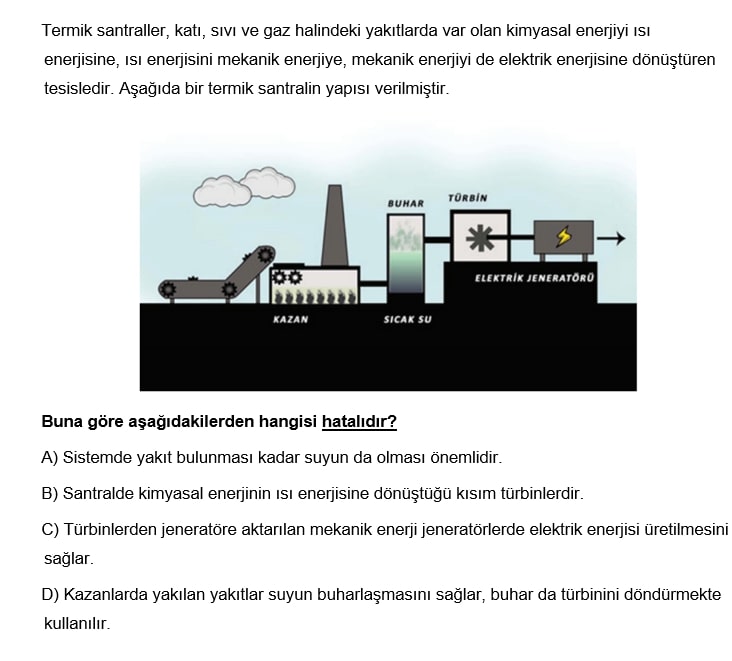 Termik santraller, katı, sıvı ve gaz halindeki yakıtlarda var olan kimyasal enerjiyi ısı
enerjisine, ısı enerjisini mekanik enerjiye, mekanik enerjiyi de elektrik enerjisine dönüştüren
tesisledir. Aşağıda bir termik santralin yapısı verilmiştir.
BUHAR
TÜRBİN
ELEKTRİK JENERATÖRÜ
KAZAN
SICAK SU
Buna göre aşağıdakilerden hangisi hatalıdır?
A) Sistemde yakıt bulunması kadar suyun da olması önemlidir.
B) Santralde kimyasal enerjinin ısı enerjisine dönüştüğü kısım türbinlerdir.
C) Türbinlerden jeneratöre aktarılan mekanik enerji jeneratörlerde elektrik enerjisi üretilmesini
sağlar.
D) Kazanlarda yakılan yakıtlar suyun buharlaşmasını sağlar, buhar da türbinini döndürmekte
kullanılır.